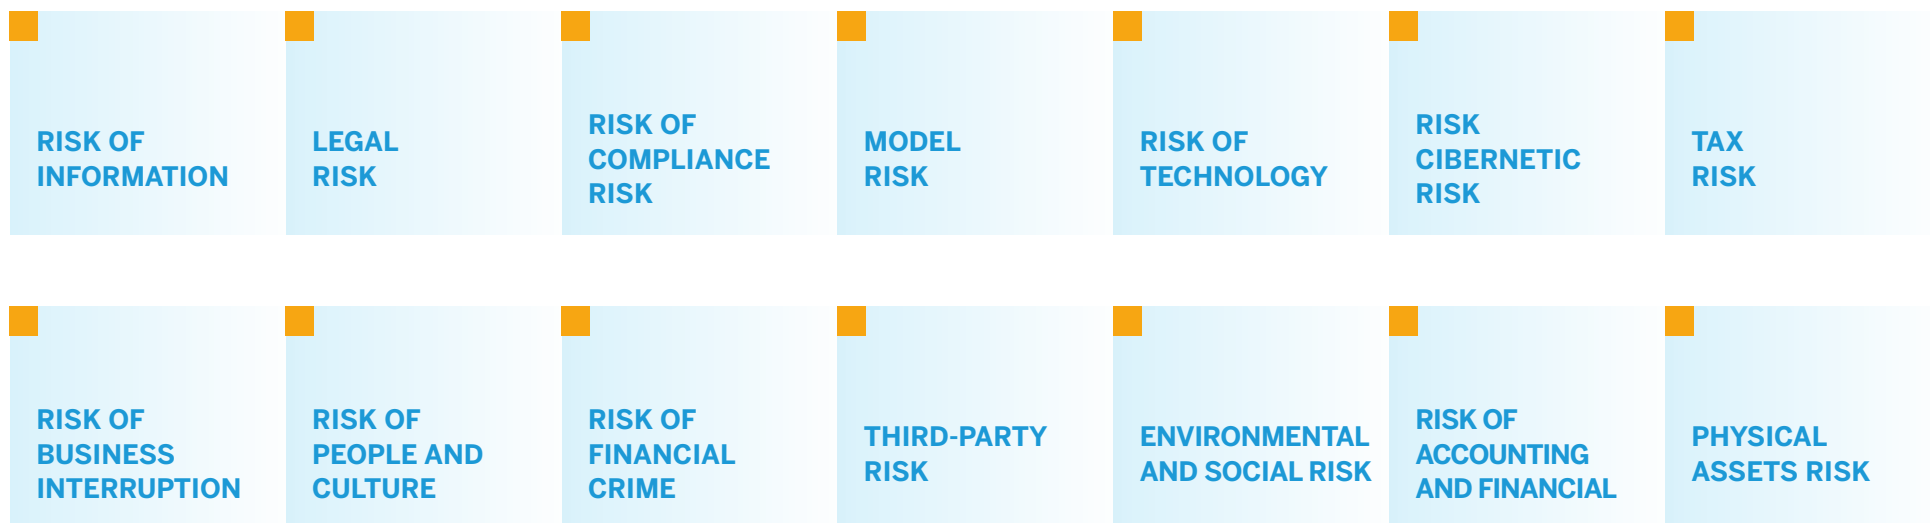 RISK OF
INFORMATION
LEGAL
RISK
RISK OF
COMPLIANCE
RISK
MODEL
RISK
RISK OF
TECHNOLOGY
RISK
CIBERNETIC
RISK
TAX
RISK
RISK OF
BUSINESS
INTERRUPTION
RISK OF
PEOPLE AND
CULTURE
RISK OF
FINANCIAL
CRIME
THIRD-PARTY
RISK
ENVIRONMENTAL
AND SOCIAL RISK
RISK OF
ACCOUNTING
AND FINANCIAL
PHYSICAL
ASSETS RISK